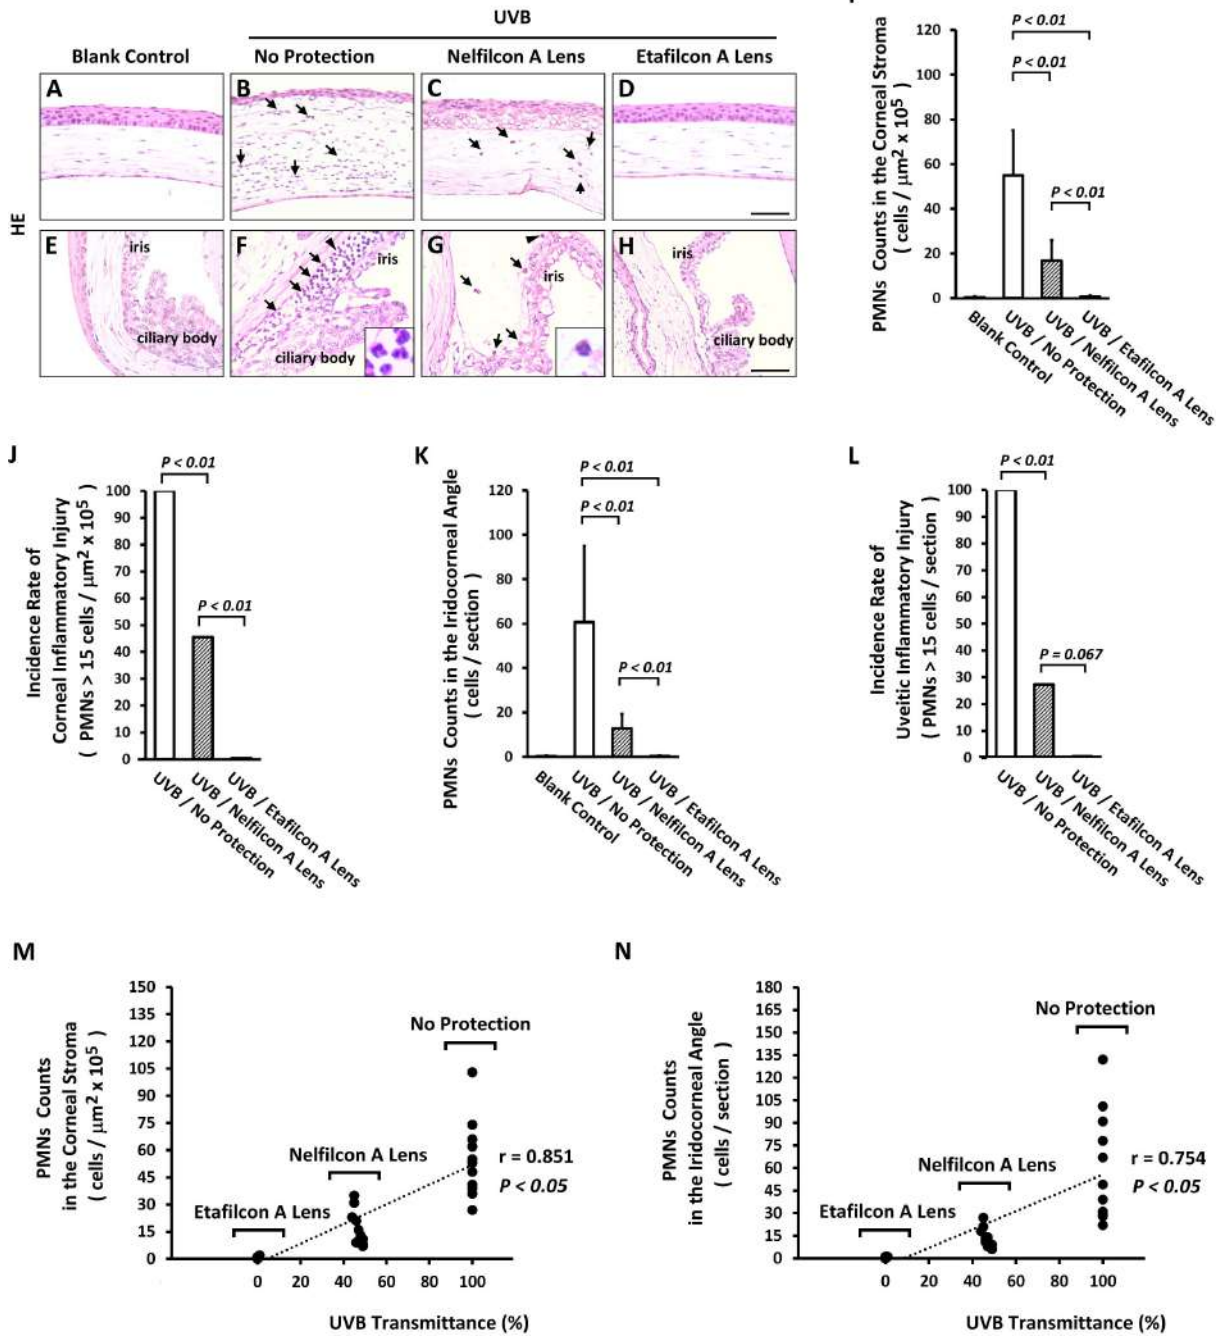 UVB
Blank Control
No Protection
Nelfilcon A Lens
Etafilcon A Lens
HE
A
B
C
D
E
iris
ciliary body
F
iris
ciliary body
G
iris
H
iris
ciliary body
PMNs Counts in the Corneal Stroma
( cells / μm² x 10⁵ )
120
100
80
60
40
20
0
P < 0.01
P < 0.01
P < 0.01
Blank Control
UVB / No Protection
UVB / Nelfilcon A Lens
UVB / Etafilcon A Lens
J
Incidence Rate of
Corneal Inflammatory Injury
( PMNs > 15 cells / μm² x 10⁵ )
100
90
80
70
60
50
40
30
20
10
0
P < 0.01
P < 0.01
UVB / No Protection
UVB / Nelfilcon A Lens
UVB / Etafilcon A Lens
K
PMNs Counts in the Iridocorneal Angle
( cells / section )
120
100
80
60
40
20
0
P < 0.01
P < 0.01
P < 0.01
Blank Control
UVB / No Protection
UVB / Nelfilcon A Lens
UVB / Etafilcon A Lens
L
Incidence Rate of
Uveitic Inflammatory Injury
( PMNs > 15 cells / section )
100
90
80
70
60
50
40
30
20
10
0
P < 0.01
P = 0.067
UVB / No Protection
UVB / Nelfilcon A Lens
UVB / Etafilcon A Lens
M
PMNs Counts
in the Corneal Stroma
( cells / μm² x 10⁵ )
150
135
120
105
90
75
60
45
30
15
0
No Protection
Nelfilcon A Lens
Etafilcon A Lens
r = 0.851
P < 0.05
0 20 40 60 80 100
UVB Transmittance (%)
N
PMNs Counts
in the Iridocorneal Angle
( cells / section )
180
165
150
135
120
105
90
75
60
45
30
15
0
No Protection
Nelfilcon A Lens
Etafilcon A Lens
r = 0.754
P < 0.05
0 20 40 60 80 100
UVB Transmittance (%)